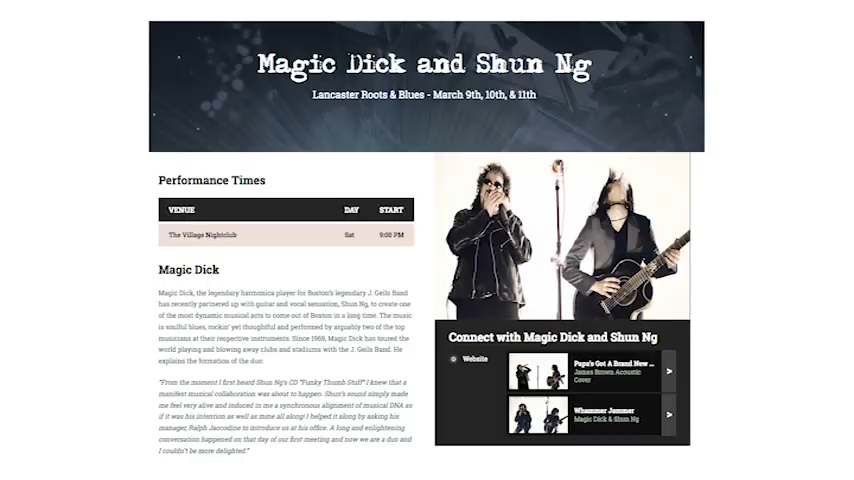 Magic Dick and Shun Ng
Lancaster Roots & Blues - March 9th, 10th, & 11th
Performance Times
VENUE DAY START
The Village Nightclub Sat 9:00 PM
Magic Dick
Magic Dick, the legendary harmonica player for Boston's legendary J. Geils Band
has recently partnered up with guitar and vocal sensation, Shun Ng, to create one
of the most dynamic musical acts to come out of Boston in a long time. The music
is soulful blues, rockin' yet thoughtful and performed by arguably two of the top
musicians at their respective instruments. Since 1969, Magic Dick has toured the
world playing and blowing away clubs and stadiums with the J. Geils Band. He
explains the formation of the duo:
"From the moment I first heard Shun Ng's CD "Funky Thumb Stuff" I knew that a
manifest musical collaboration was about to happen. Shun's sound simply made
me feel very alive and induced in me a synchronous alignment of musical DNA as
if it was his intention as well as mine all along! I helped it along by asking his
manager, Ralph Jaccodine to introduce us at his office. A long and enlightening
conversation happened on that day of our first meeting and now we are a duo and
I couldn't be more delighted."
Connect with Magic Dick and Shun Ng
Website
Papa's Got A Brand New ...
James Brown Acoustic
Cover
Whammer Jammer
Magic Dick & Shun Ng